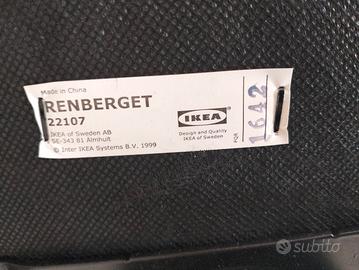 Made in China
RENBERGET
22107
IKEA of Sweden AB
SE-343 81 Älmhult
© Inter IKEA Systems B.V. 1999
IKEA
Design and Quality
IKEA of Sweden
FOR
1642
subito